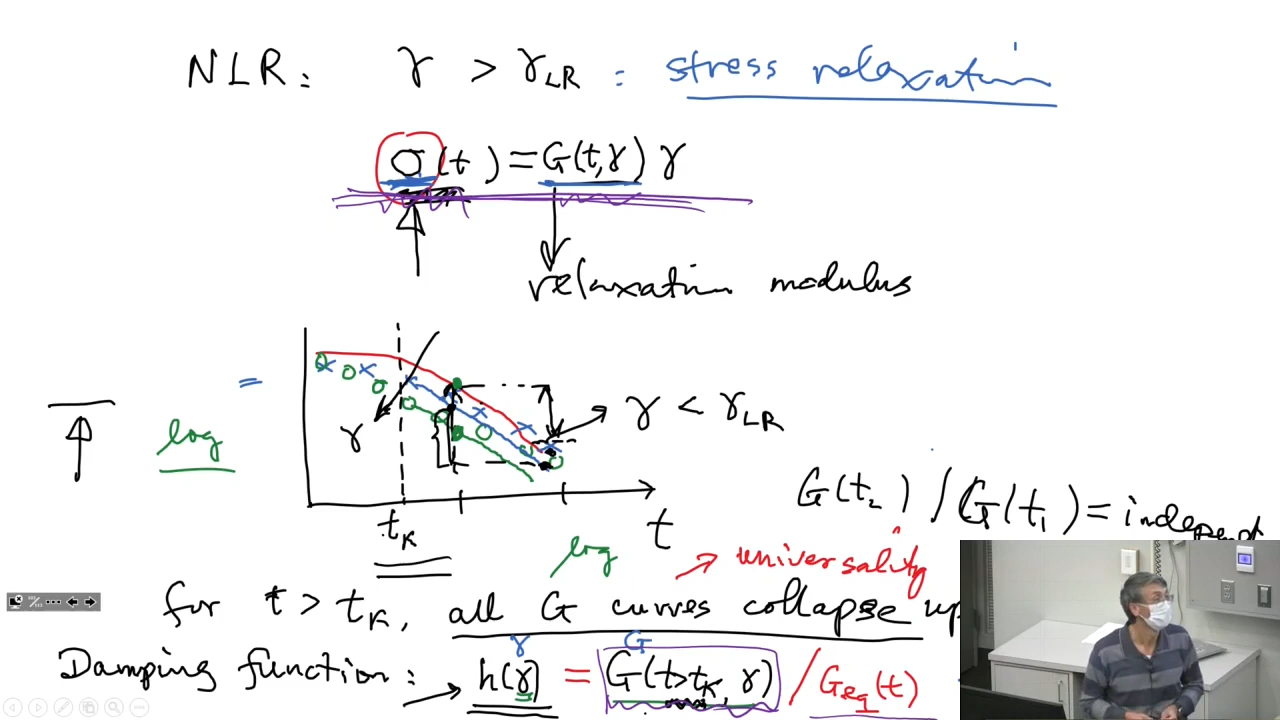 NLR: γ > γLR : stress relaxation
σ(t) = G(t,γ) γ
relaxation modulus
=
γ < γLR
log
γ
G(t2) / G(t1) = independent
tK
t
log
universality
for t > tK, all G curves collapse up
γ G
Damping function: h(γ) = G(t>tK, γ) / Geq(t)